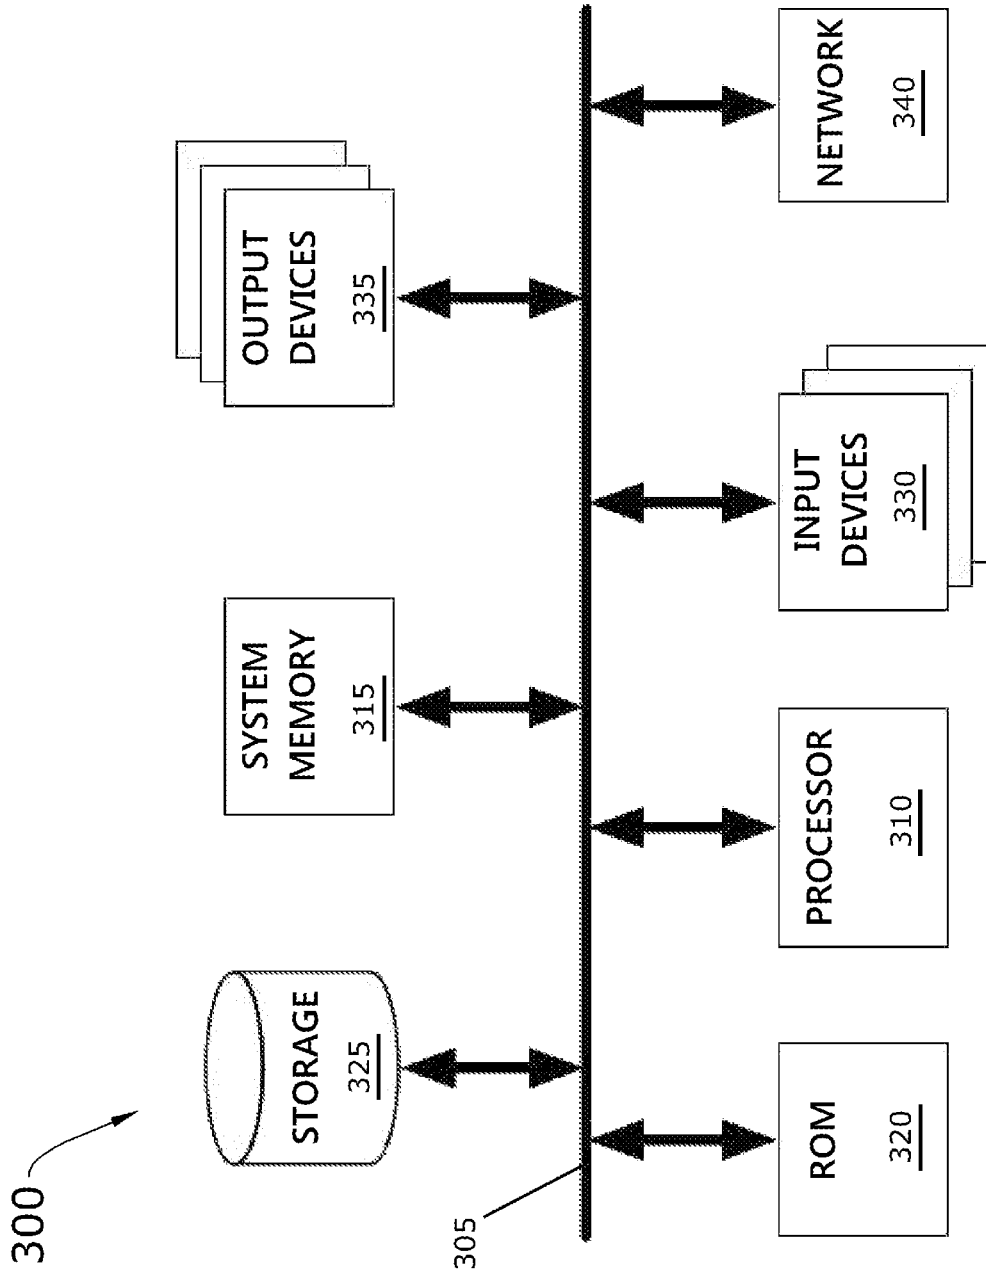 300
STORAGE
325
SYSTEM
MEMORY
315
OUTPUT
DEVICES
335
305
ROM
320
PROCESSOR
310
INPUT
DEVICES
330
NETWORK
340